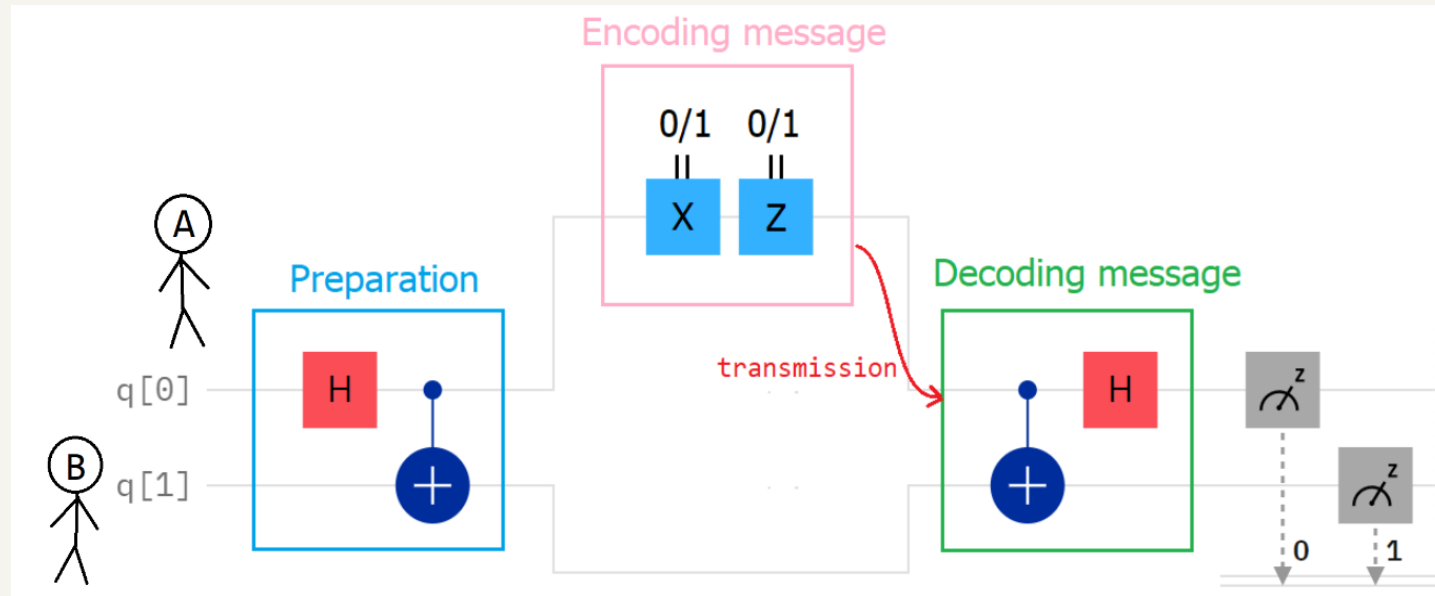 Encoding message
0/1 0/1
X Z
A
Preparation
Decoding message
transmission
q[0] H H z
B
q[1] z
0 1